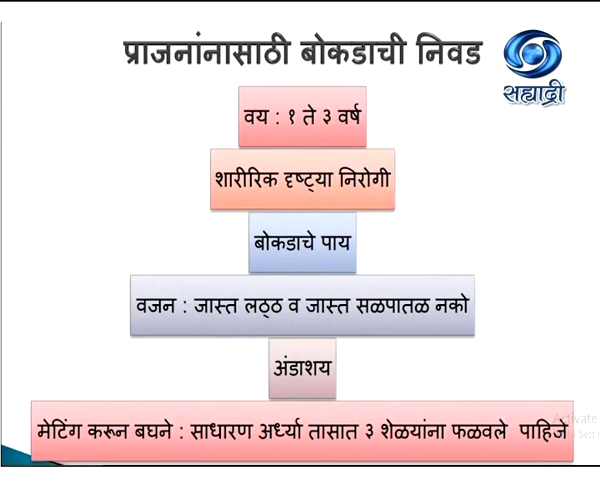 प्राजनांनासाठी बोकडाची निवड
सह्याद्री
वय : १ ते ३ वर्ष
शारीरिक दृष्ट्या निरोगी
बोकडाचे पाय
वजन : जास्त लठ्ठ व जास्त सळपातळ नको
अंडाशय
मेटिंग करून बघने : साधारण अर्ध्या तासात ३ शेळयांना फळवले पाहिजे